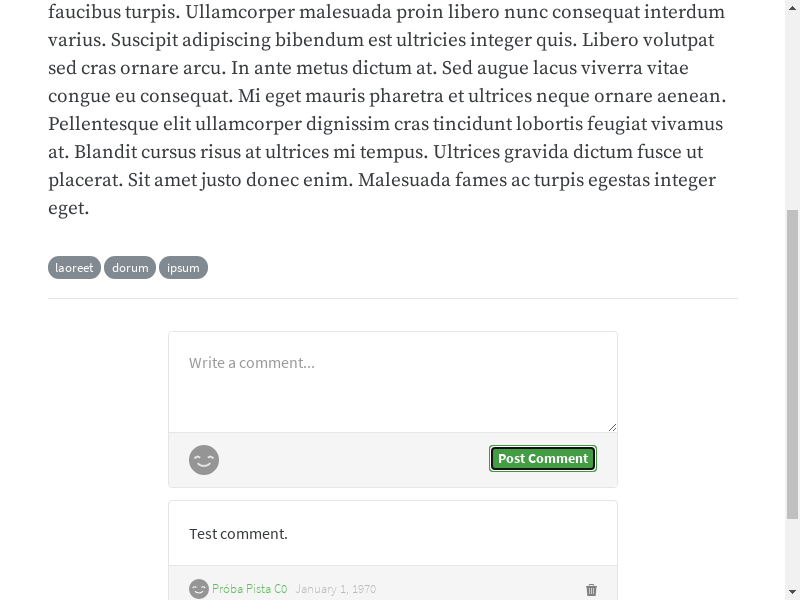 faucibus turpis. Ullamcorper malesuada proin libero nunc consequat interdum
varius. Suscipit adipiscing bibendum est ultricies integer quis. Libero volutpat
sed cras ornare arcu. In ante metus dictum at. Sed augue lacus viverra vitae
congue eu consequat. Mi eget mauris pharetra et ultrices neque ornare aenean.
Pellentesque elit ullamcorper dignissim cras tincidunt lobortis feugiat vivamus
at. Blandit cursus risus at ultrices mi tempus. Ultrices gravida dictum fusce ut
placerat. Sit amet justo donec enim. Malesuada fames ac turpis egestas integer
eget.
laoreet dorum ipsum
Write a comment...
Post Comment
Test comment.
Próba Pista C0 January 1, 1970